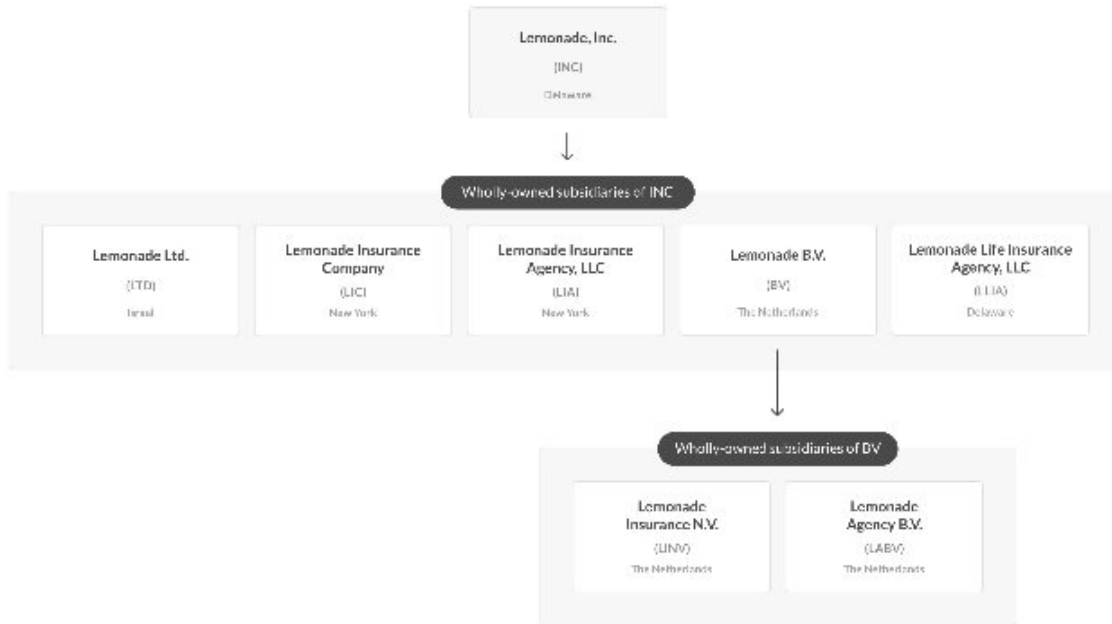 Lemonade, Inc.
(INC)
Delaware
Wholly-owned subsidiaries of INC
Lemonade Ltd.
(LTD)
Israel
Lemonade Insurance
Company
(LIC)
New York
Lemonade Insurance
Agency, LLC
(LIA)
New York
Lemonade B.V.
(BV)
The Netherlands
Lemonade Life Insurance
Agency, LLC
(LLIA)
Delaware
Wholly-owned subsidiaries of BV
Lemonade
Insurance N.V.
(LINV)
The Netherlands
Lemonade
Agency B.V.
(LABV)
The Netherlands